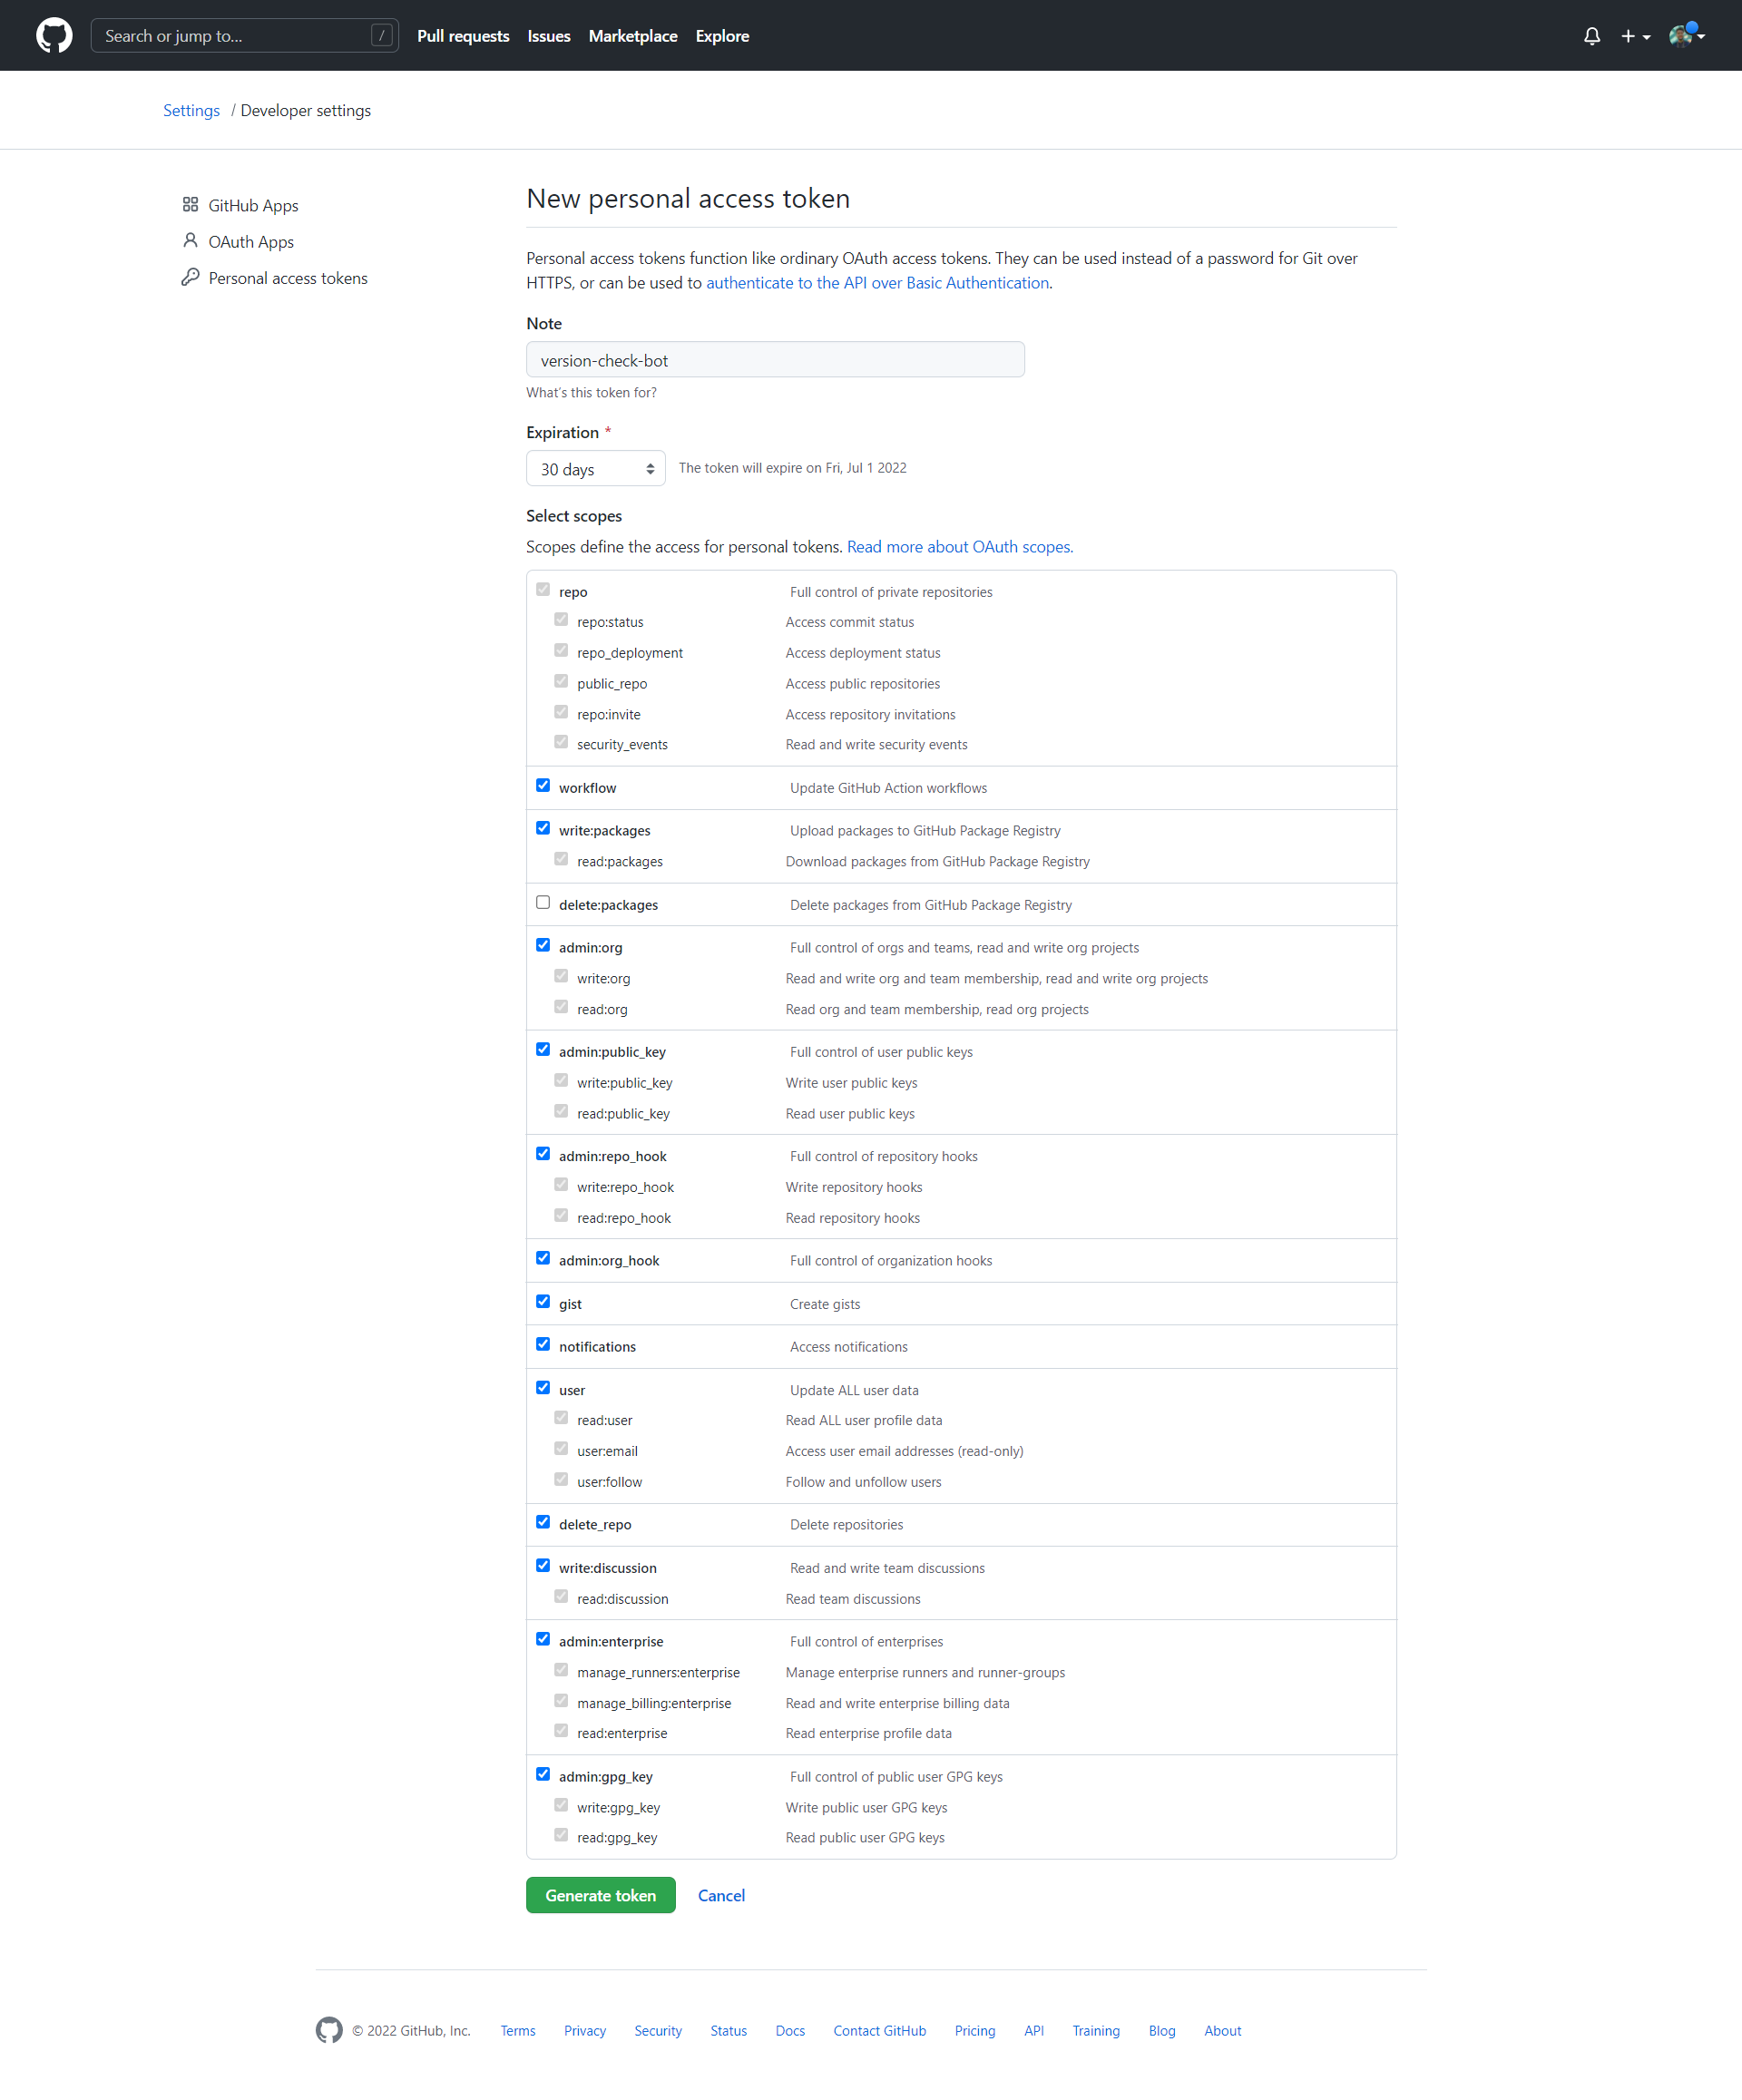 Search or jump to... / Pull requests Issues Marketplace Explore
Settings / Developer settings
GitHub Apps
OAuth Apps
Personal access tokens
New personal access token
Personal access tokens function like ordinary OAuth access tokens. They can be used instead of a password for Git over
HTTPS, or can be used to authenticate to the API over Basic Authentication.
Note
version-check-bot
What's this token for?
Expiration *
30 days The token will expire on Fri, Jul 1 2022
Select scopes
Scopes define the access for personal tokens. Read more about OAuth scopes.
repo Full control of private repositories
repo:status Access commit status
repo_deployment Access deployment status
public_repo Access public repositories
repo:invite Access repository invitations
security_events Read and write security events
workflow Update GitHub Action workflows
write:packages Upload packages to GitHub Package Registry
read:packages Download packages from GitHub Package Registry
delete:packages Delete packages from GitHub Package Registry
admin:org Full control of orgs and teams, read and write org projects
write:org Read and write org and team membership, read and write org projects
read:org Read org and team membership, read org projects
admin:public_key Full control of user public keys
write:public_key Write user public keys
read:public_key Read user public keys
admin:repo_hook Full control of repository hooks
write:repo_hook Write repository hooks
read:repo_hook Read repository hooks
admin:org_hook Full control of organization hooks
gist Create gists
notifications Access notifications
user Update ALL user data
read:user Read ALL user profile data
user:email Access user email addresses (read-only)
user:follow Follow and unfollow users
delete_repo Delete repositories
write:discussion Read and write team discussions
read:discussion Read team discussions
admin:enterprise Full control of enterprises
manage_runners:enterprise Manage enterprise runners and runner-groups
manage_billing:enterprise Read and write enterprise billing data
read:enterprise Read enterprise profile data
admin:gpg_key Full control of public user GPG keys
write:gpg_key Write public user GPG keys
read:gpg_key Read public user GPG keys
Generate token Cancel
© 2022 GitHub, Inc. Terms Privacy Security Status Docs Contact GitHub Pricing API Training Blog About